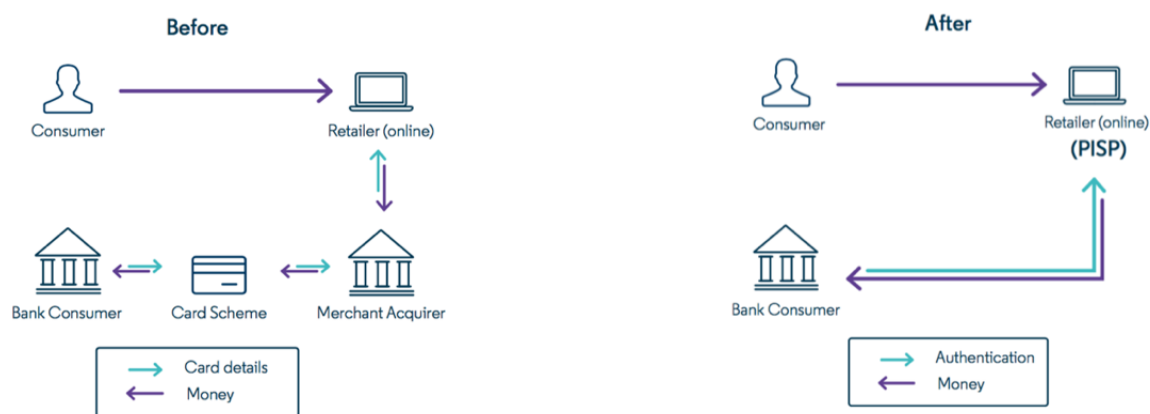 Before
Consumer
Retailer (online)
Bank Consumer
Card Scheme
Merchant Acquirer
Card details
Money
After
Consumer
Retailer (online)
(PISP)
Bank Consumer
Authentication
Money